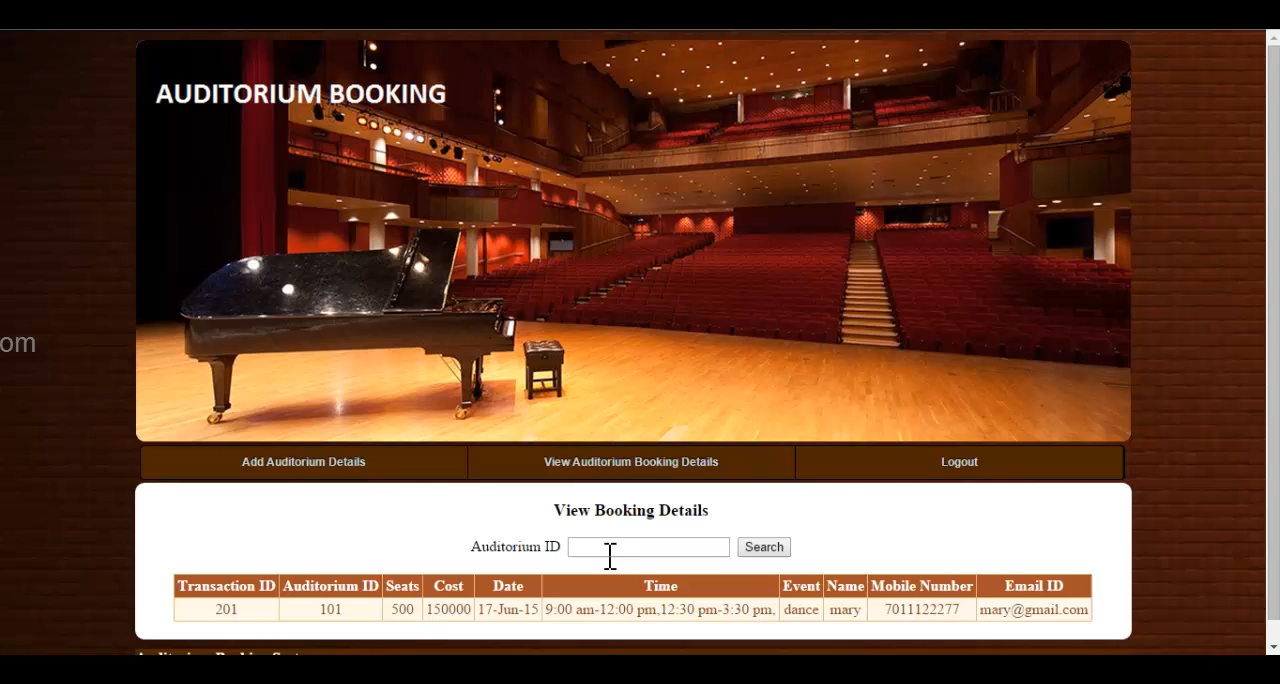 AUDITORIUM BOOKING
om
Add Auditorium Details View Auditorium Booking Details Logout
View Booking Details
Auditorium ID Search
Transaction ID Auditorium ID Seats Cost Date Time Event Name Mobile Number Email ID
201 101 500 150000 17-Jun-15 9:00 am-12:00 pm,12:30 pm-3:30 pm, dance mary 7011122277 mary@gmail.com